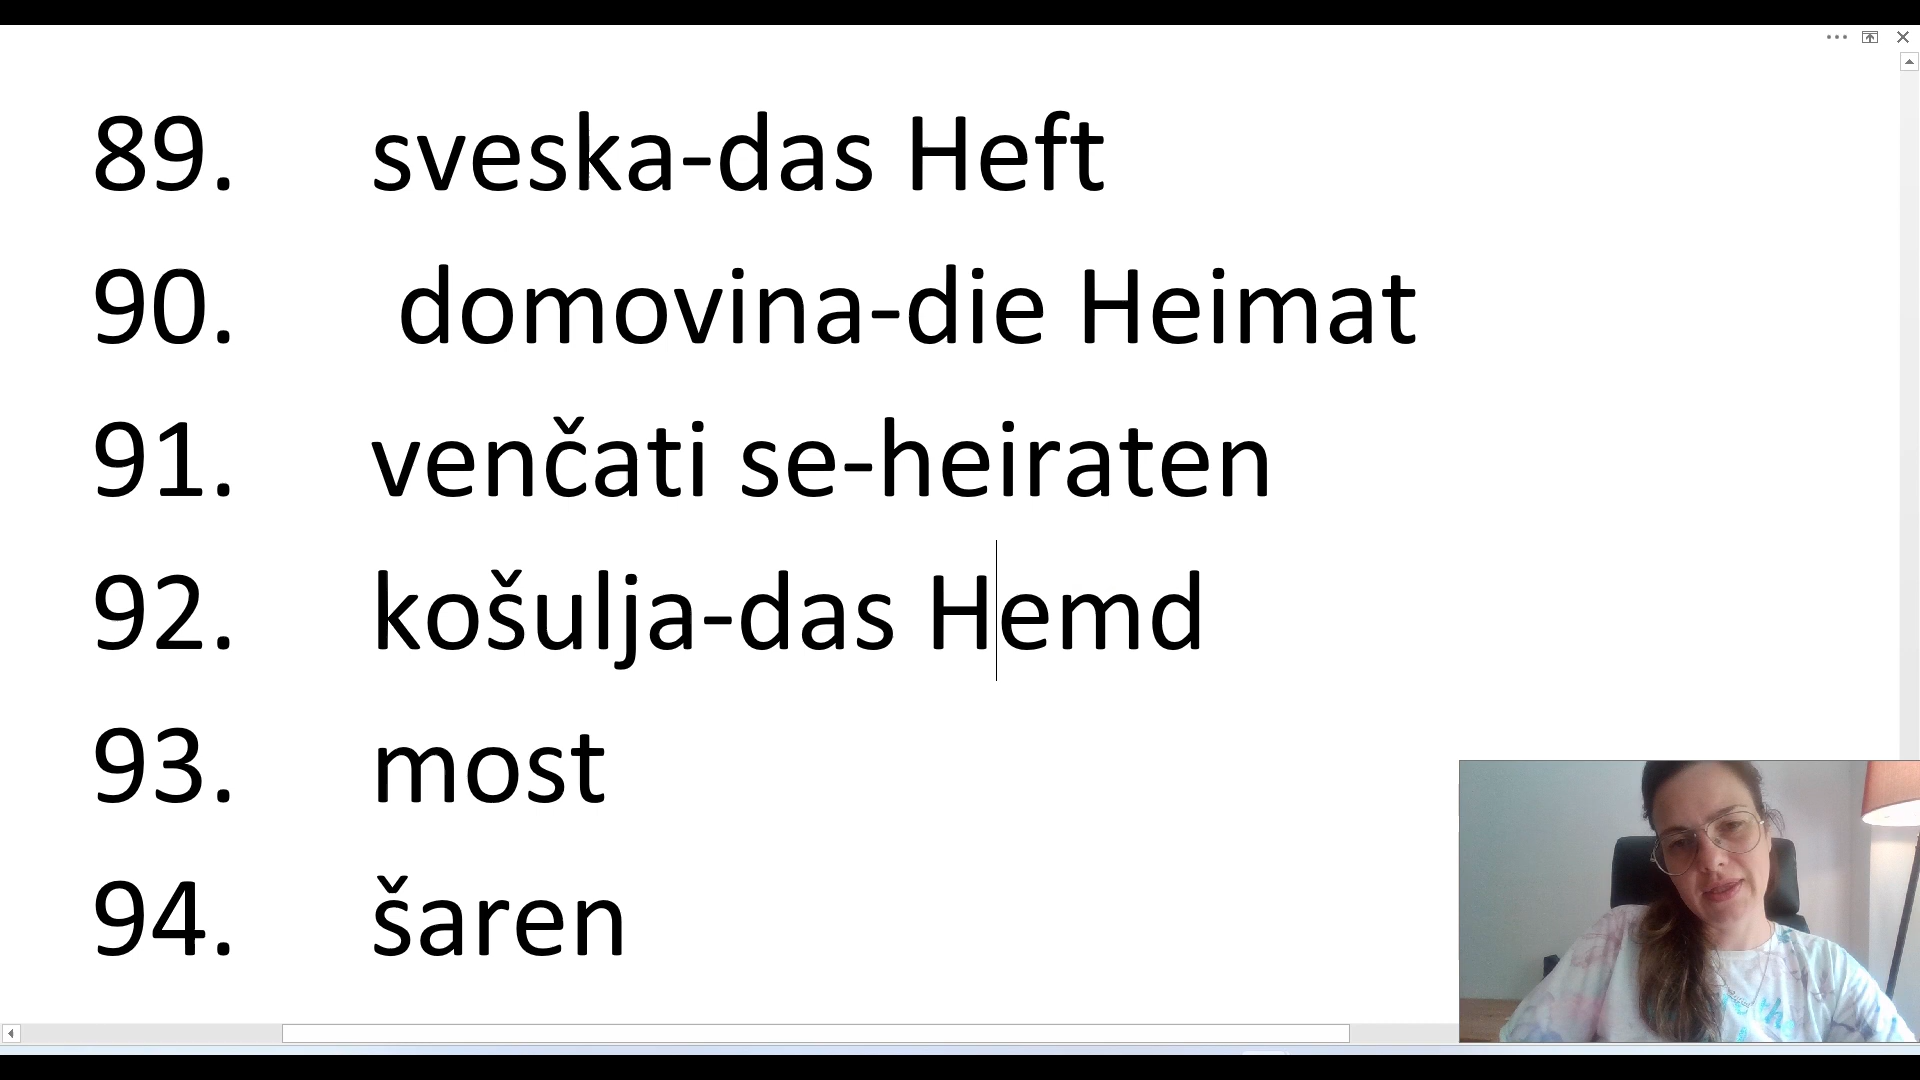 89. sveska-das Heft
90. domovina-die Heimat
91. venčati se-heiraten
92. košulja-das Hemd
93. most
94. šaren